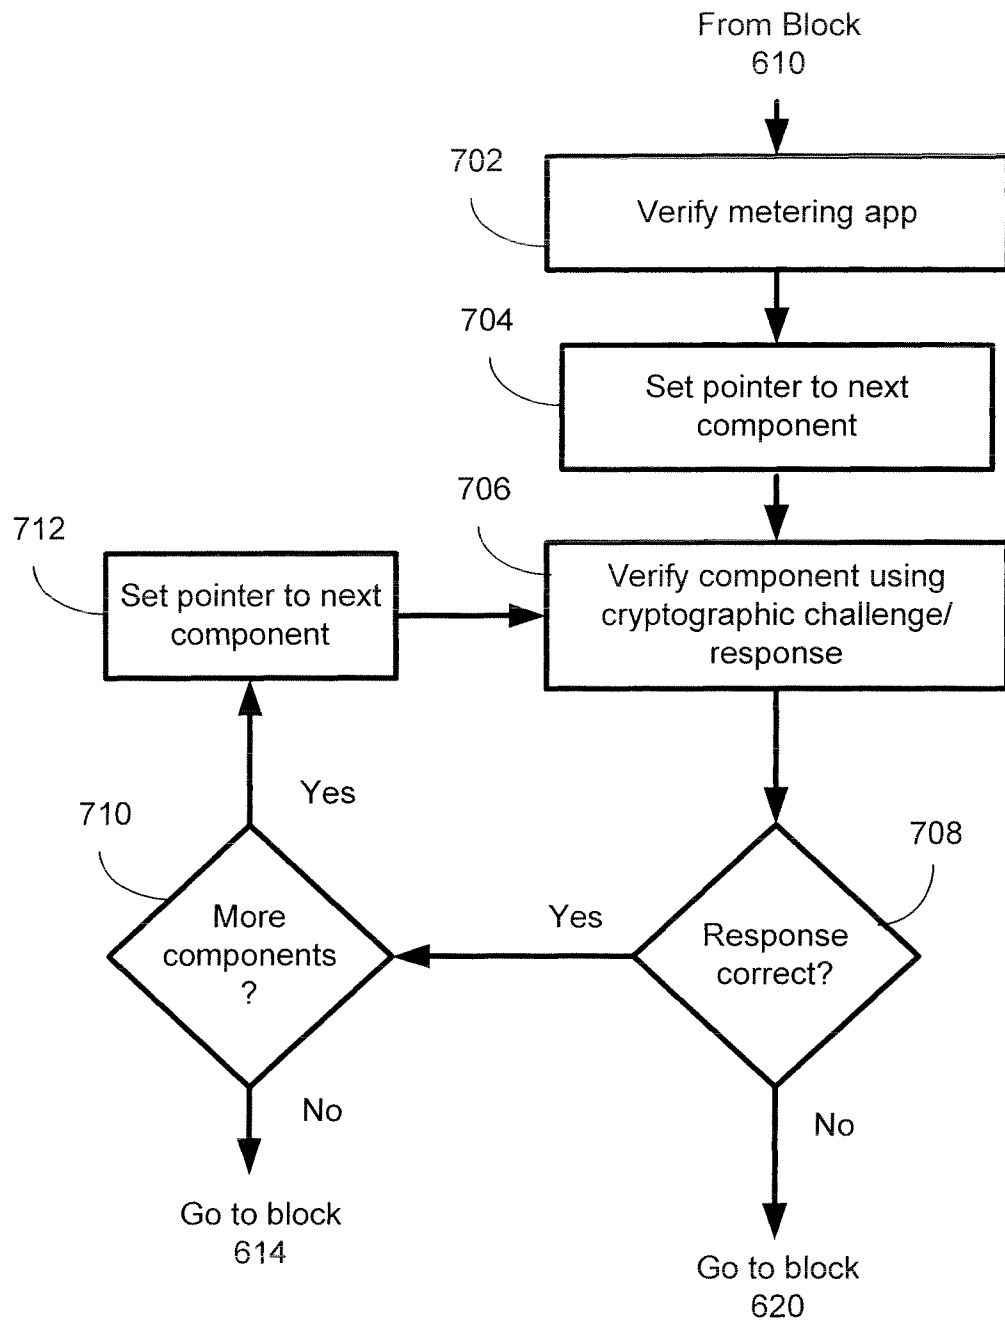 From Block
610
702
Verify metering app
704
Set pointer to next
component
706
Verify component using
cryptographic challenge/
response
712
Set pointer to next
component
Yes
710
More
components
?
Yes
708
Response
correct?
No
Go to block
614
No
Go to block
620